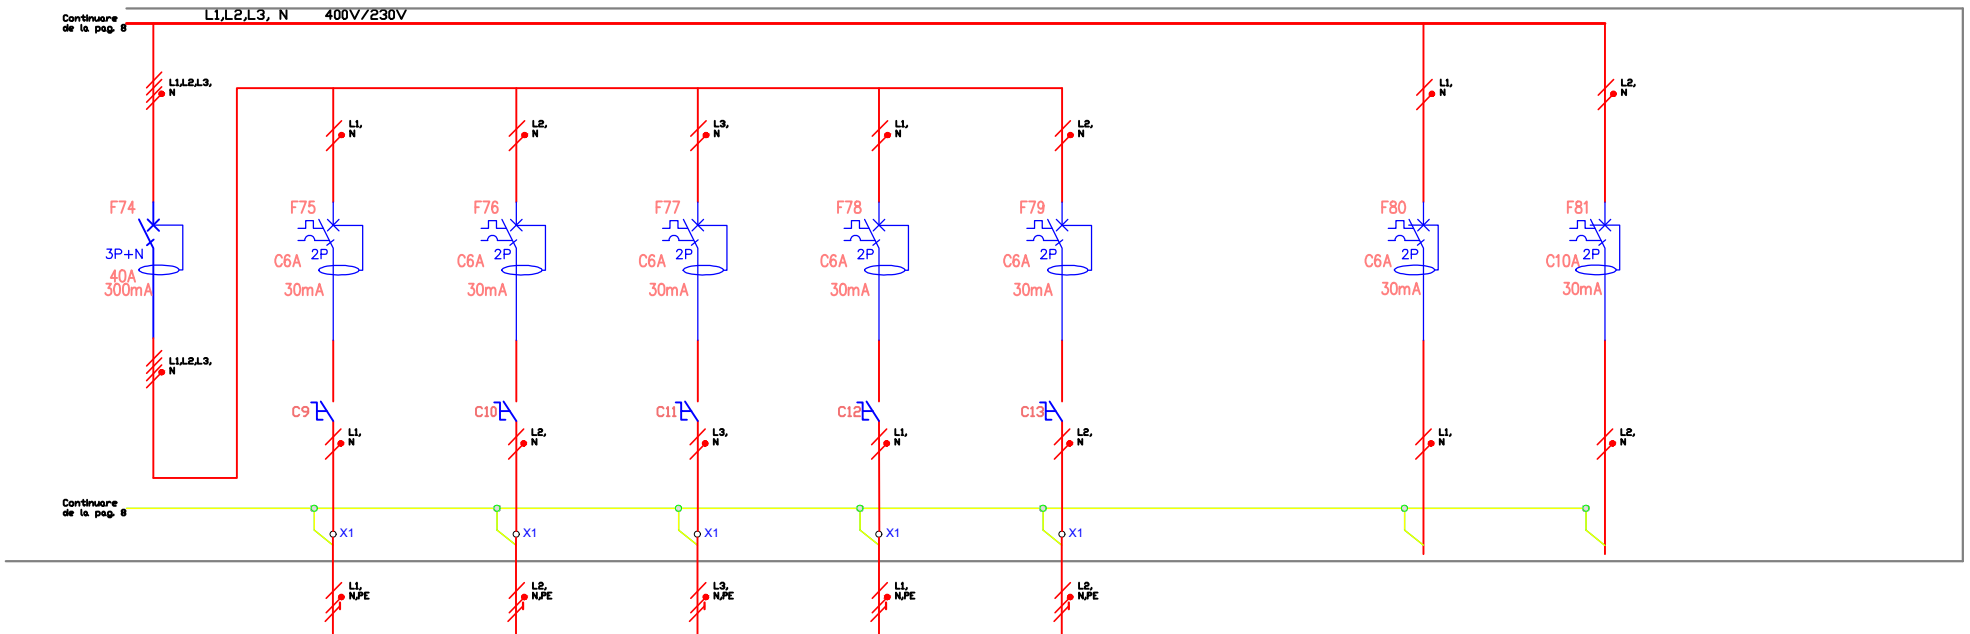 Continuare
de la pag. 8
L1,L2,L3, N 400V/230V
L1,L2,L3,
N
L1,
N
L2,
N
L1,
N
L2,
N
L3,
N
L1,
N
L2,
N
F74
F75
F76
F77
F78
F79
F80
F81
3P+N
40A
300mA
C6A 2P
30mA
C6A 2P
30mA
C6A 2P
30mA
C6A 2P
30mA
C6A 2P
30mA
C6A 2P
30mA
C10A 2P
30mA
L1,L2,L3,
N
C9
C10
C11
C12
C13
L1,
N
L2,
N
L3,
N
L1,
N
L2,
N
L1,
N
L2,
N
Continuare
de la pag. 8
X1
X1
X1
X1
X1
L1,
N,PE
L2,
N,PE
L3,
N,PE
L1,
N,PE
L2,
N,PE